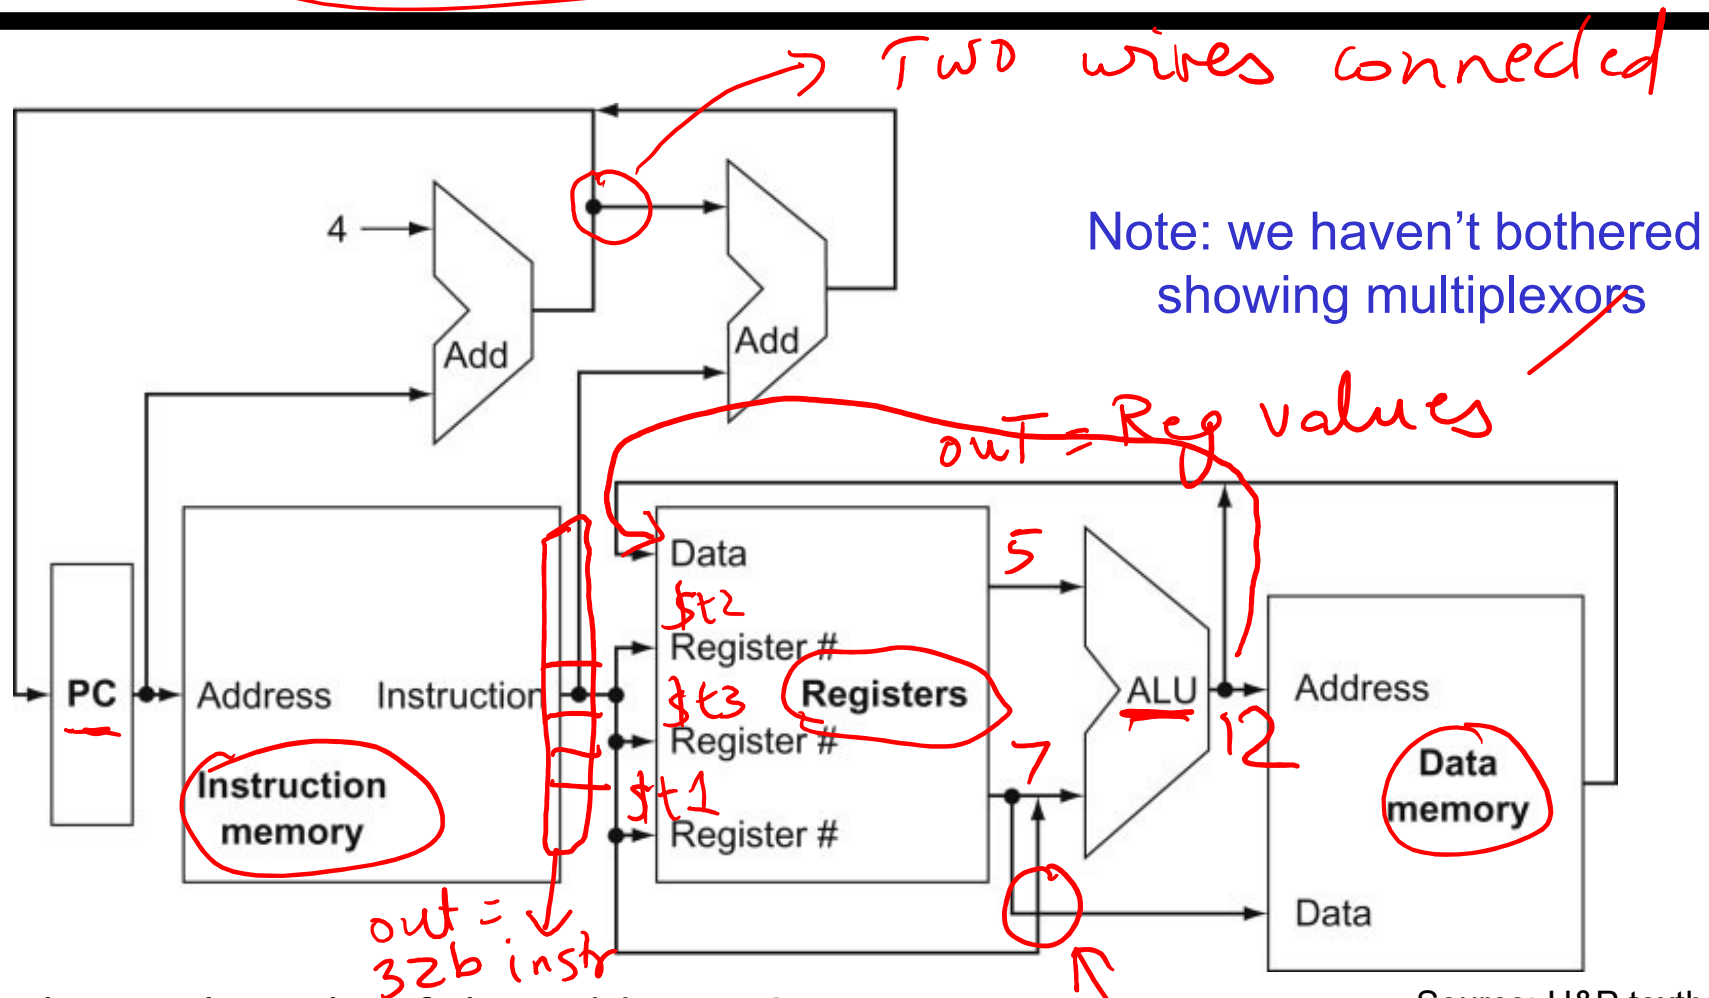 Two wires connected
Note: we haven't bothered
showing multiplexors
4
Add
Add
out = Reg values
Data
5
$t2
Register #
PC
Address
Instruction
$t3
Registers
ALU
Address
Register #
7
12
Instruction
memory
$t1
Data
memory
Register #
out =
32b instr
Data